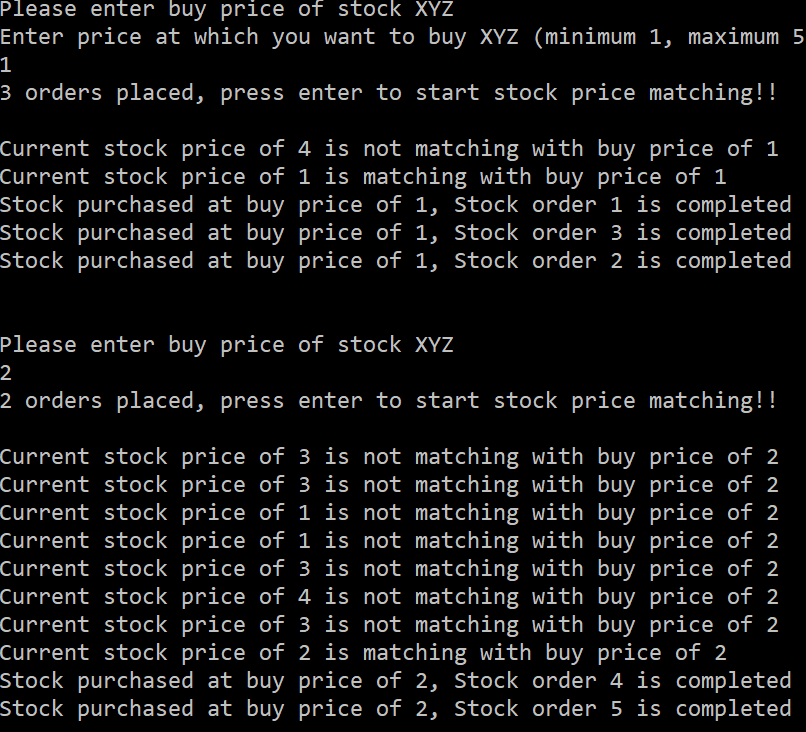 Please enter buy price of stock XYZ
Enter price at which you want to buy XYZ (minimum 1, maximum 5
1
3 orders placed, press enter to start stock price matching!!
Current stock price of 4 is not matching with buy price of 1
Current stock price of 1 is matching with buy price of 1
Stock purchased at buy price of 1, Stock order 1 is completed
Stock purchased at buy price of 1, Stock order 3 is completed
Stock purchased at buy price of 1, Stock order 2 is completed
Please enter buy price of stock XYZ
2
2 orders placed, press enter to start stock price matching!!
Current stock price of 3 is not matching with buy price of 2
Current stock price of 3 is not matching with buy price of 2
Current stock price of 1 is not matching with buy price of 2
Current stock price of 1 is not matching with buy price of 2
Current stock price of 3 is not matching with buy price of 2
Current stock price of 4 is not matching with buy price of 2
Current stock price of 3 is not matching with buy price of 2
Current stock price of 2 is matching with buy price of 2
Stock purchased at buy price of 2, Stock order 4 is completed
Stock purchased at buy price of 2, Stock order 5 is completed